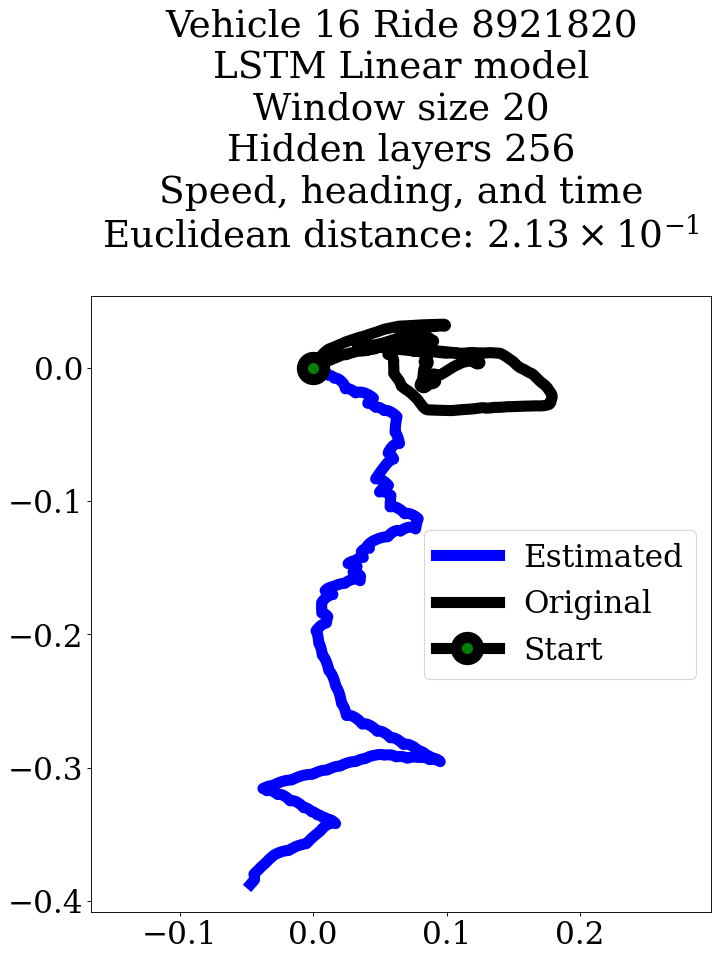 Vehicle 16 Ride 8921820
LSTM Linear model
Window size 20
Hidden layers 256
Speed, heading, and time
Euclidean distance: 2.13 × 10⁻¹
0.0
−0.1
−0.2
−0.3
−0.4
Estimated
Original
Start
−0.1 0.0 0.1 0.2